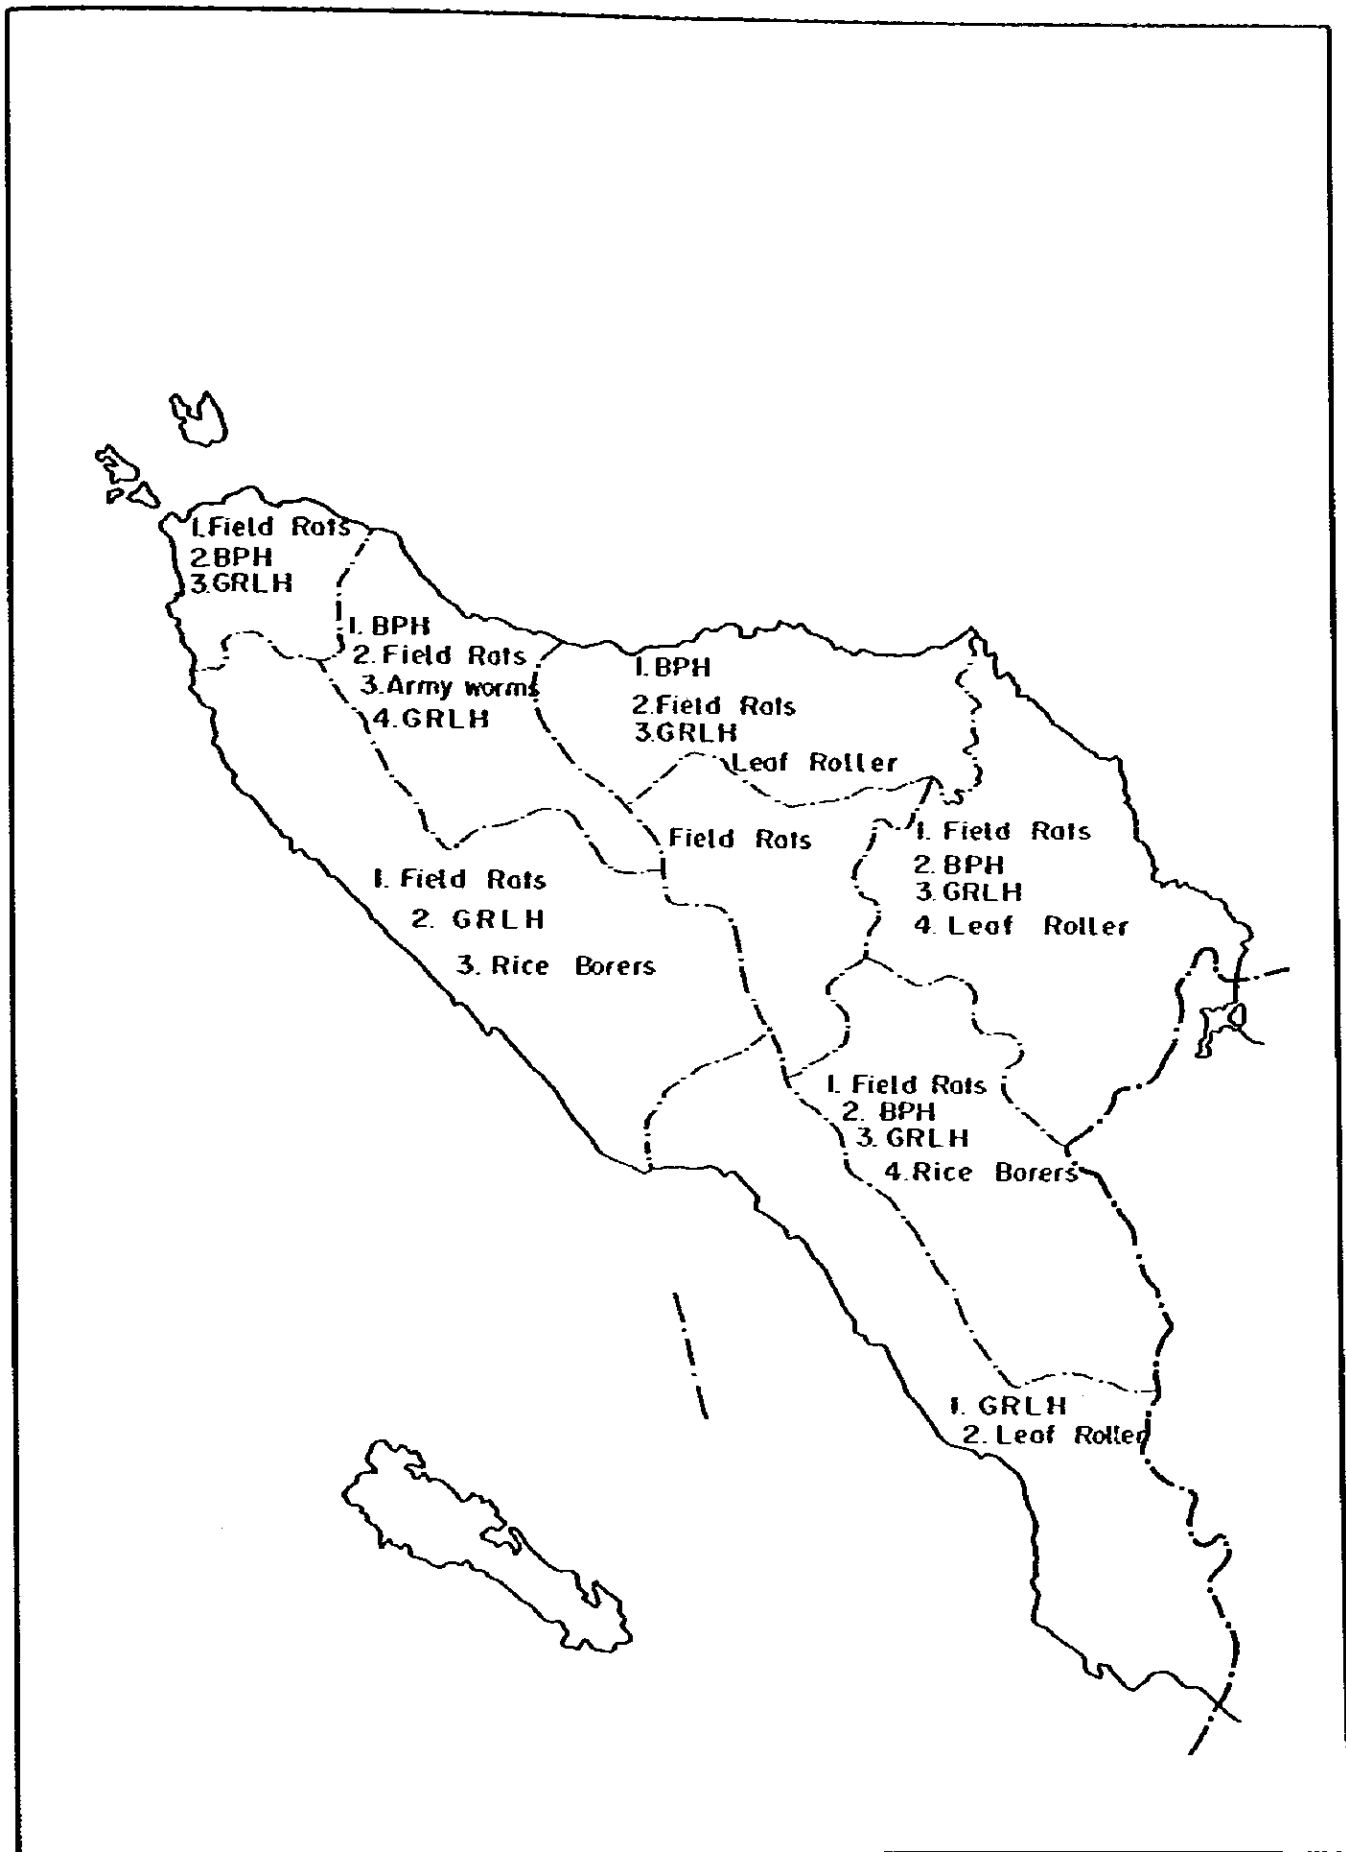 1.Field Rats
2.BPH
3.GRLH
1. BPH
2. Field Rats
3.Army worms
4.GRLH
1.BPH
2.Field Rats
3.GRLH
Leaf Roller
Field Rats
1. Field Rats
2. BPH
3.GRLH
4. Leaf Roller
1. Field Rats
2. GRLH
3. Rice Borers
1. Field Rats
2. BPH
3.GRLH
4.Rice Borers
1. GRLH
2. Leaf Roller